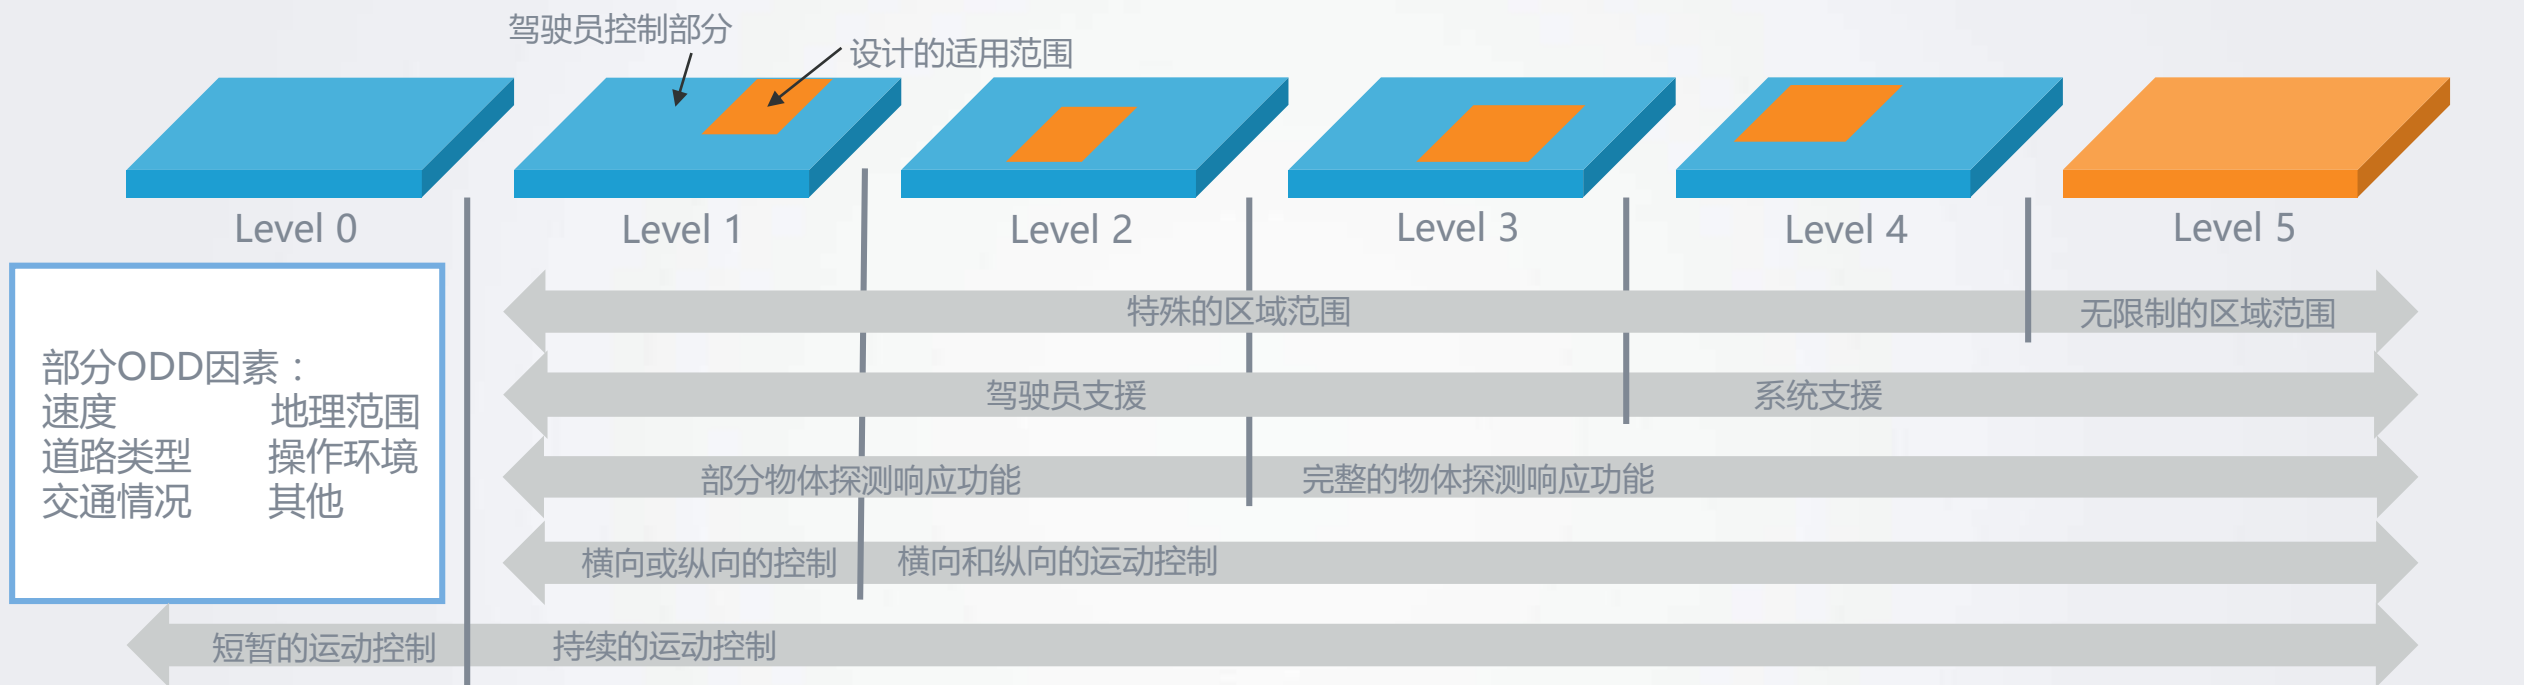 驾驶员控制部分
设计的适用范围
Level 0
Level 1
Level 2
Level 3
Level 4
Level 5
部分ODD因素：
速度 地理范围
道路类型 操作环境
交通情况 其他
特殊的区域范围
无限制的区域范围
驾驶员支援
系统支援
部分物体探测响应功能
完整的物体探测响应功能
横向或纵向的控制
横向和纵向的运动控制
短暂的运动控制
持续的运动控制